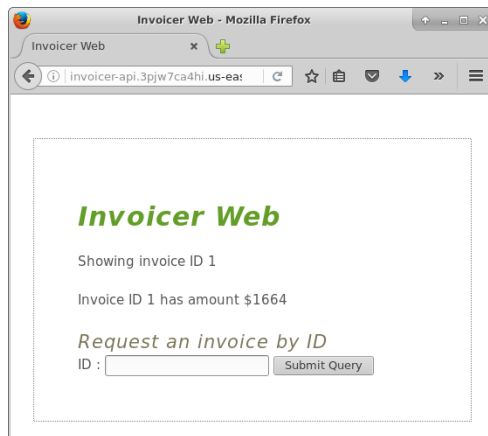 Invoicer Web - Mozilla Firefox
Invoicer Web
invoicer-api.3pjw7ca4hi.us-eas
Invoicer Web
Showing invoice ID 1
Invoice ID 1 has amount $1664
Request an invoice by ID
ID : Submit Query